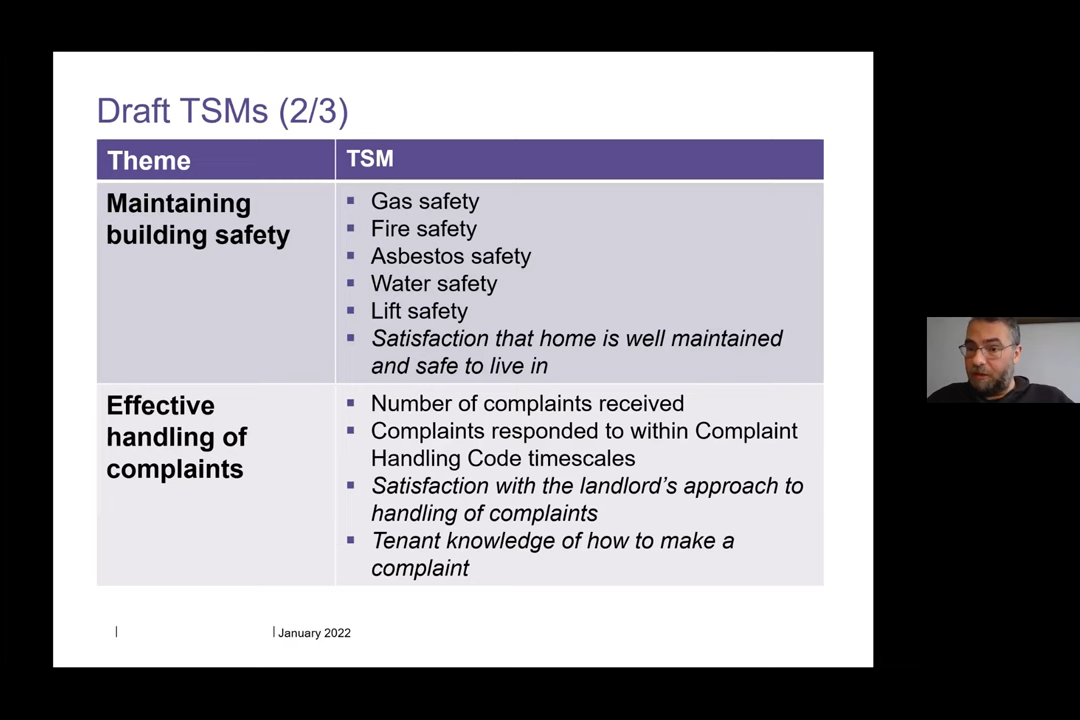 Draft TSMs (2/3)
Theme
TSM
Maintaining
building safety
▪ Gas safety
▪ Fire safety
▪ Asbestos safety
▪ Water safety
▪ Lift safety
▪ Satisfaction that home is well maintained
and safe to live in
Effective
handling of
complaints
▪ Number of complaints received
▪ Complaints responded to within Complaint
Handling Code timescales
▪ Satisfaction with the landlord’s approach to
handling of complaints
▪ Tenant knowledge of how to make a
complaint
| | January 2022